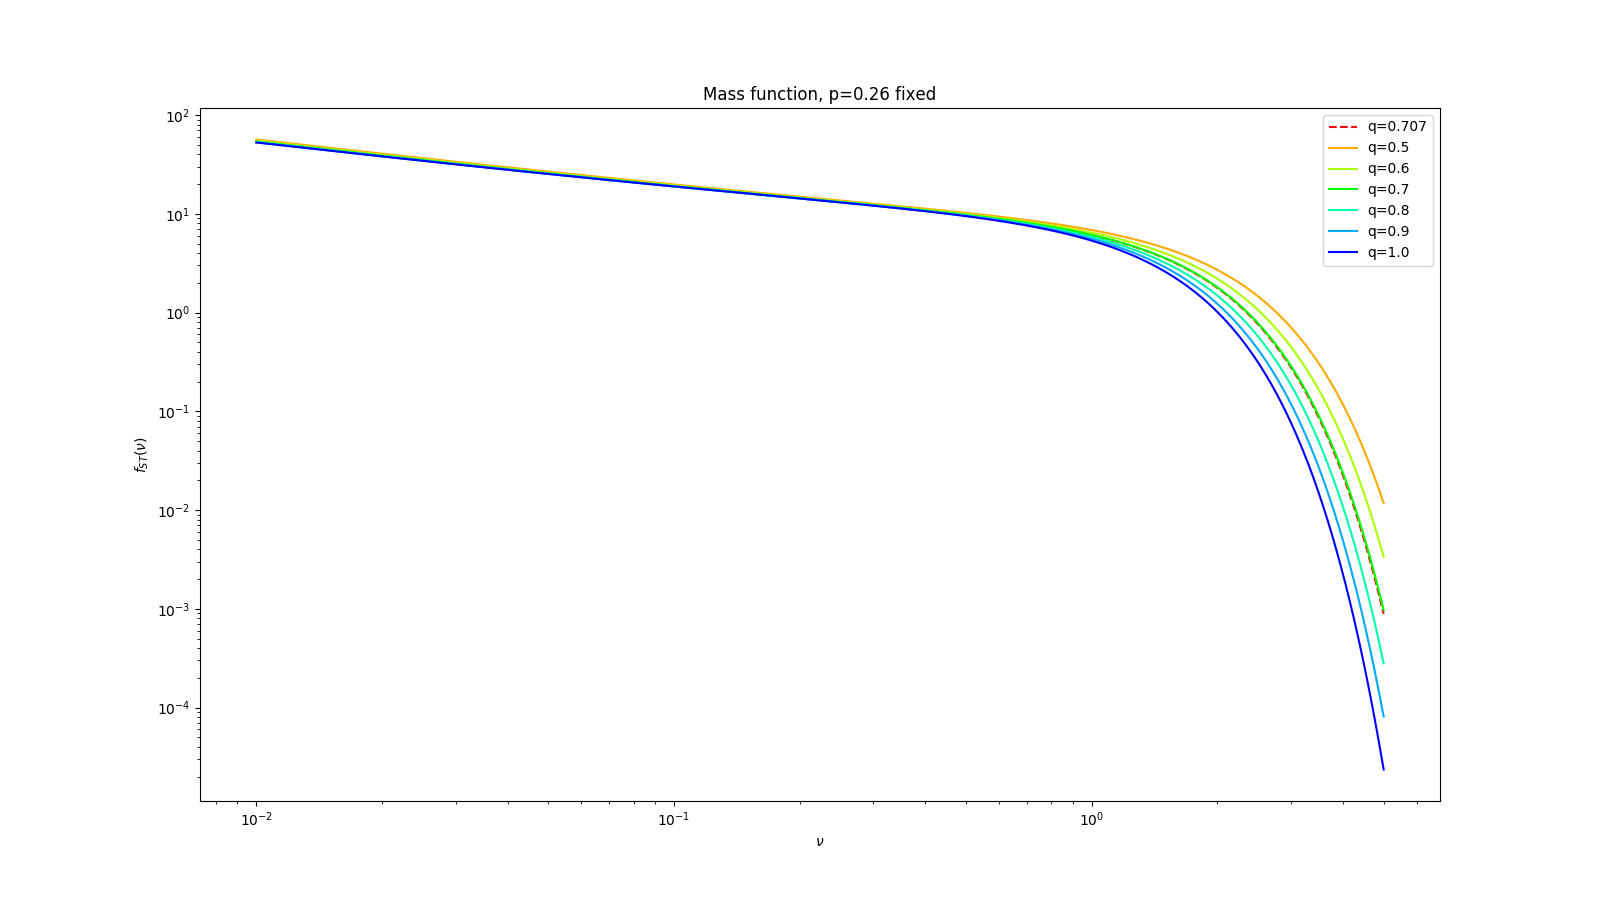 Mass function, p=0.26 fixed
q=0.707
q=0.5
q=0.6
q=0.7
q=0.8
q=0.9
q=1.0
10²
10¹
10⁰
10⁻¹
10⁻²
10⁻³
10⁻⁴
f_ST(ν)
10⁻² 10⁻¹ 10⁰
ν